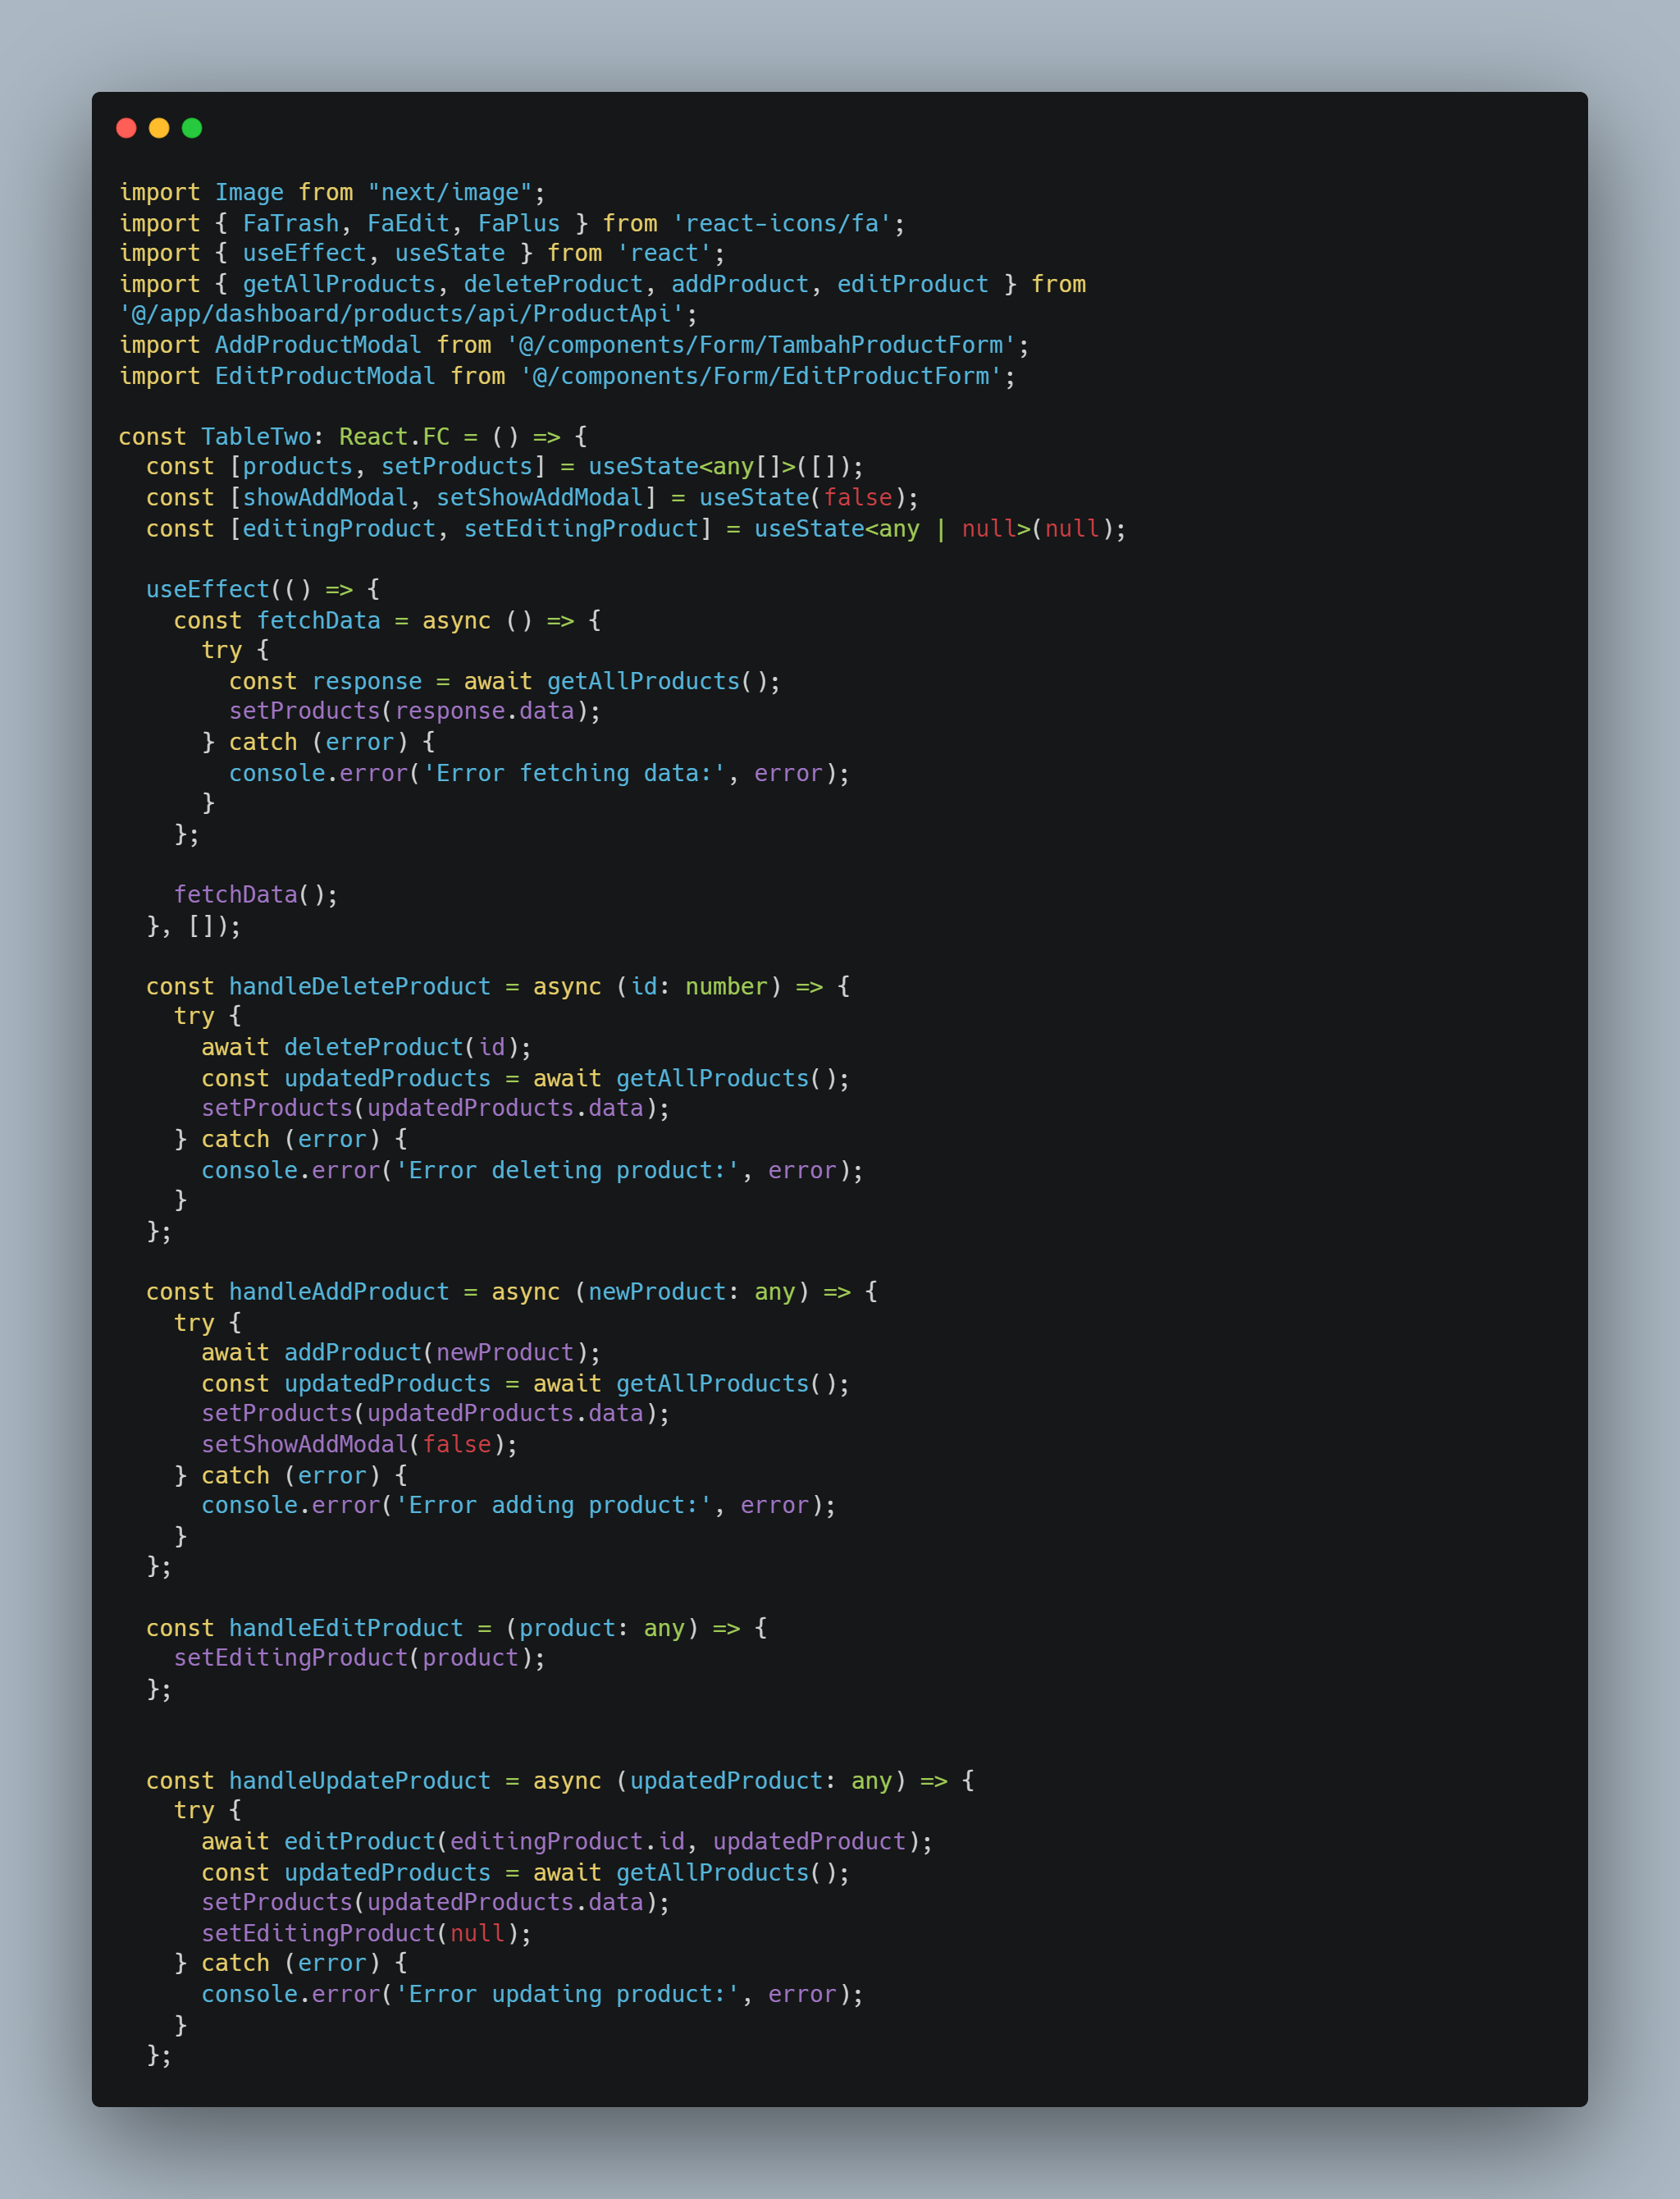 import Image from "next/image";
import { FaTrash, FaEdit, FaPlus } from 'react-icons/fa';
import { useEffect, useState } from 'react';
import { getAllProducts, deleteProduct, addProduct, editProduct } from
'@/app/dashboard/products/api/ProductApi';
import AddProductModal from '@/components/Form/TambahProductForm';
import EditProductModal from '@/components/Form/EditProductForm';

const TableTwo: React.FC = () => {
  const [products, setProducts] = useState<any[]>([]);
  const [showAddModal, setShowAddModal] = useState(false);
  const [editingProduct, setEditingProduct] = useState<any | null>(null);

  useEffect(() => {
    const fetchData = async () => {
      try {
        const response = await getAllProducts();
        setProducts(response.data);
      } catch (error) {
        console.error('Error fetching data:', error);
      }
    };

    fetchData();
  }, []);

  const handleDeleteProduct = async (id: number) => {
    try {
      await deleteProduct(id);
      const updatedProducts = await getAllProducts();
      setProducts(updatedProducts.data);
    } catch (error) {
      console.error('Error deleting product:', error);
    }
  };

  const handleAddProduct = async (newProduct: any) => {
    try {
      await addProduct(newProduct);
      const updatedProducts = await getAllProducts();
      setProducts(updatedProducts.data);
      setShowAddModal(false);
    } catch (error) {
      console.error('Error adding product:', error);
    }
  };

  const handleEditProduct = (product: any) => {
    setEditingProduct(product);
  };


  const handleUpdateProduct = async (updatedProduct: any) => {
    try {
      await editProduct(editingProduct.id, updatedProduct);
      const updatedProducts = await getAllProducts();
      setProducts(updatedProducts.data);
      setEditingProduct(null);
    } catch (error) {
      console.error('Error updating product:', error);
    }
  };